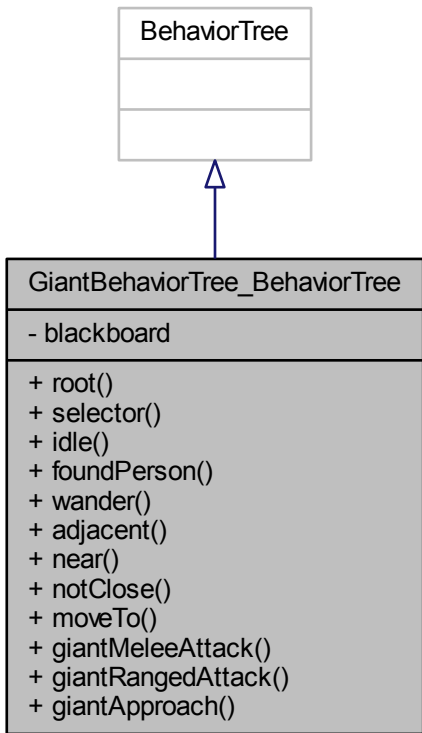 BehaviorTree
GiantBehaviorTree_BehaviorTree
- blackboard
+ root()
+ selector()
+ idle()
+ foundPerson()
+ wander()
+ adjacent()
+ near()
+ notClose()
+ moveTo()
+ giantMeleeAttack()
+ giantRangedAttack()
+ giantApproach()